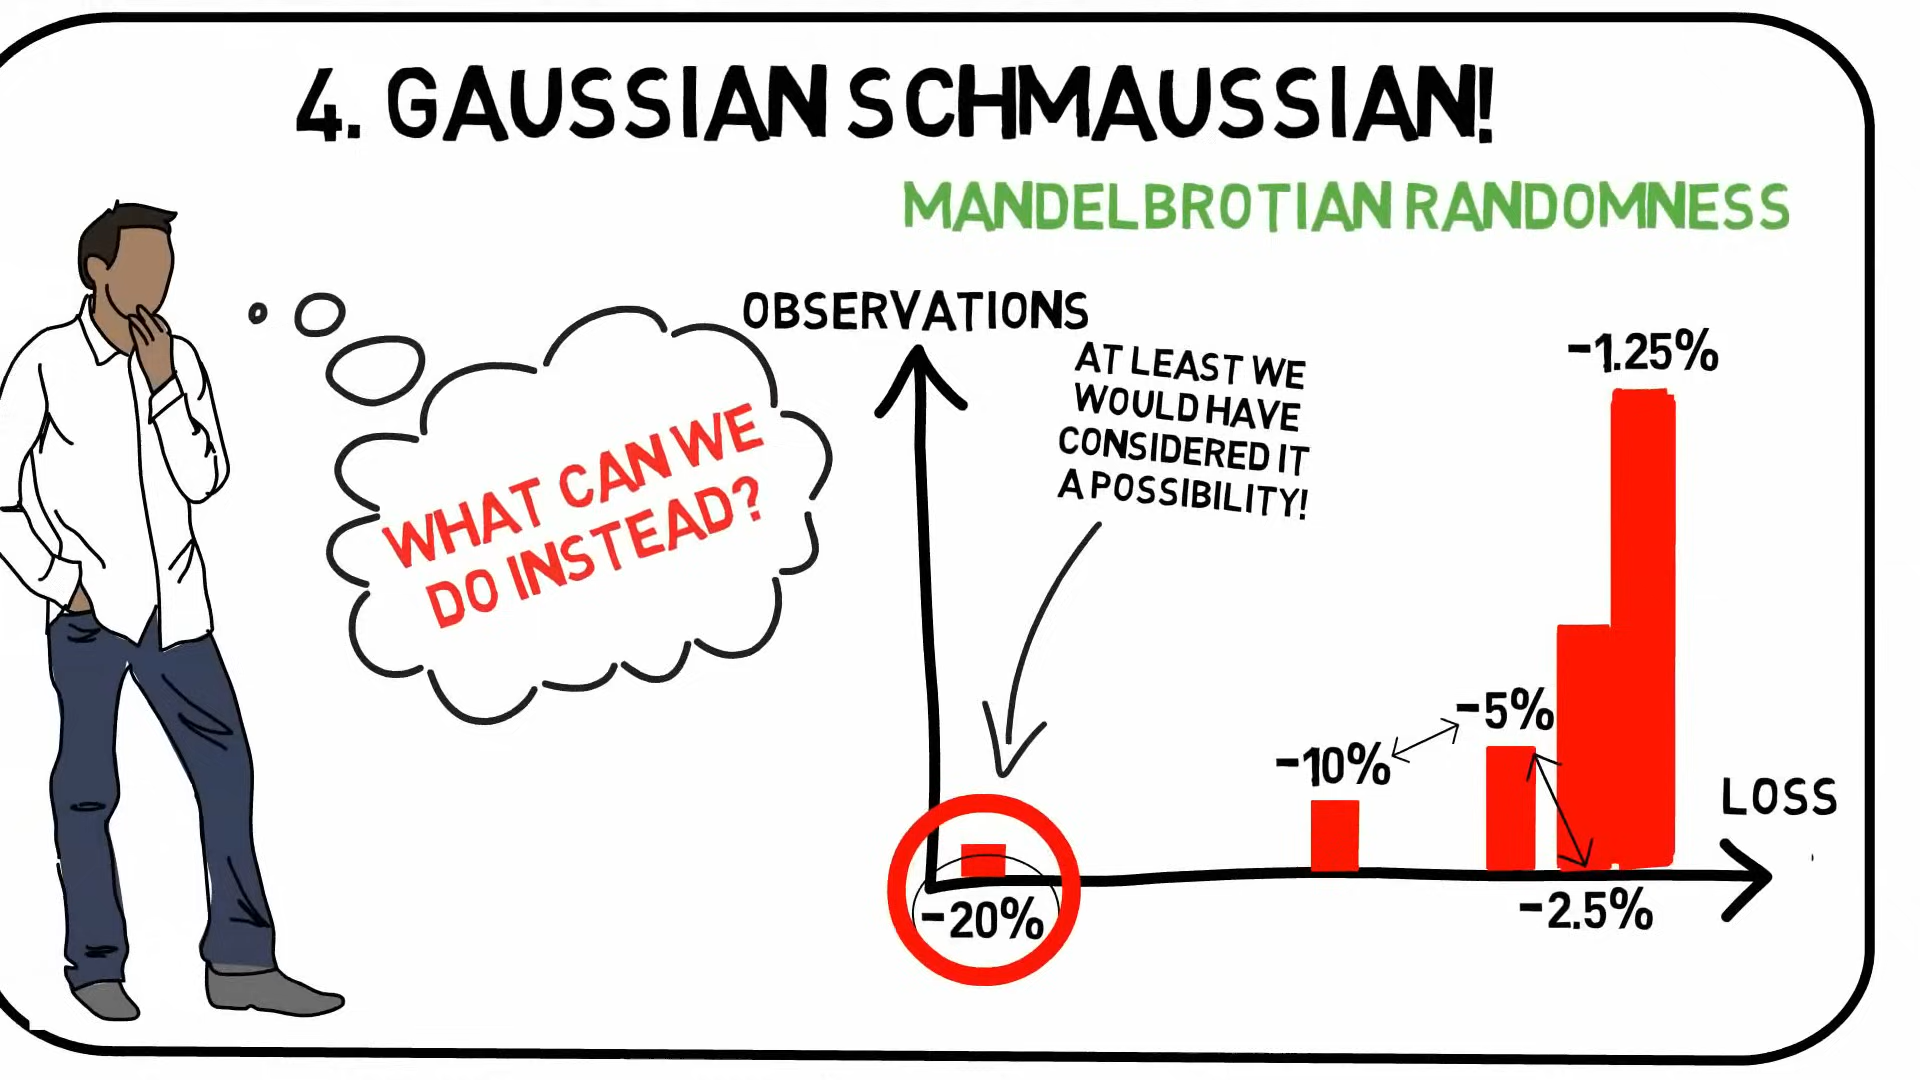 4. GAUSSIAN SCHMAUSSIAN!
MANDELBROTIAN RANDOMNESS
WHAT CAN WE
DO INSTEAD?
OBSERVATIONS
AT LEAST WE
WOULD HAVE
CONSIDERED IT
A POSSIBILITY!
-1.25%
-5%
-10%
LOSS
-2.5%
-20%